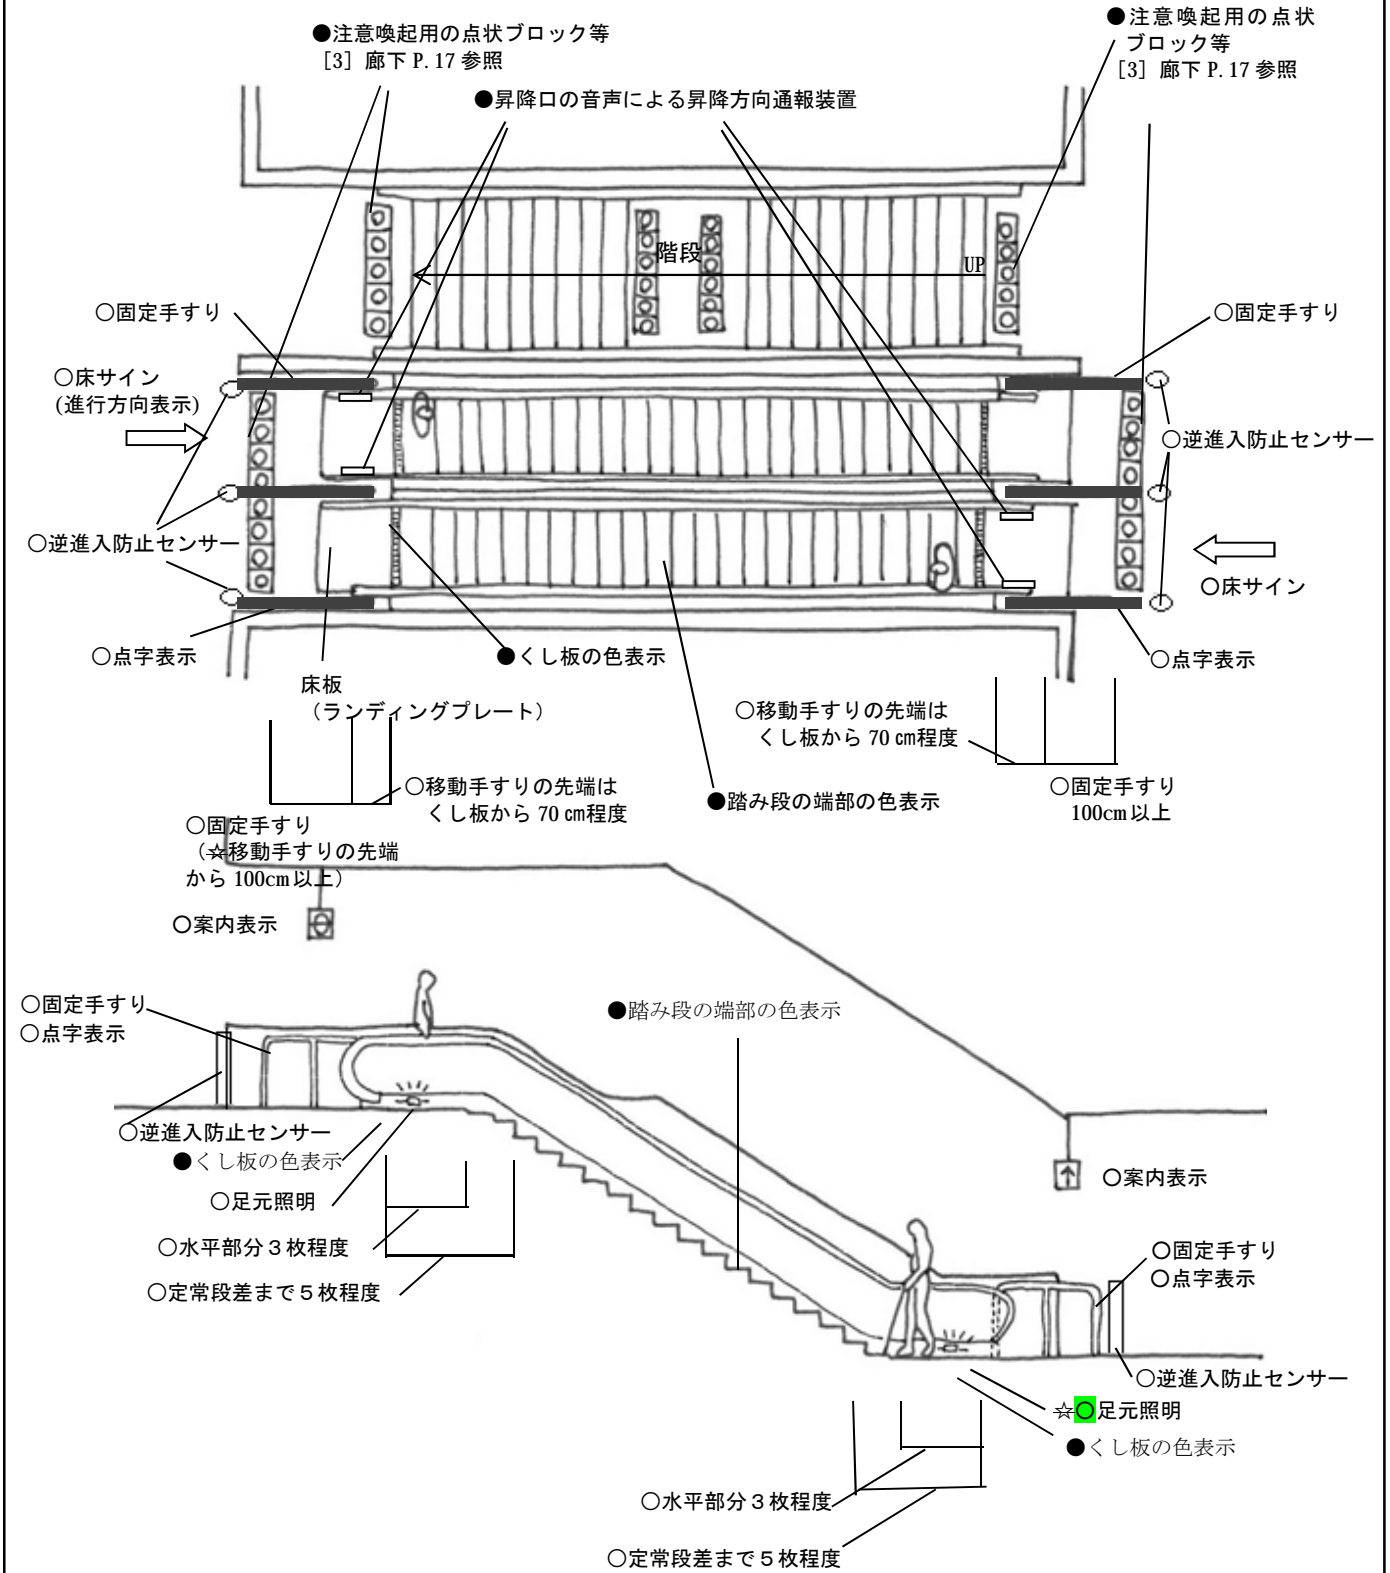 ●注意喚起用の点状ブロック等
［3］廊下 P. 17 参照
●注意喚起用の点状
ブロック等
［3］廊下 P. 17 参照
●昇降口の音声による昇降方向通報装置
階段
UP
○固定手すり
○固定手すり
○床サイン
(進行方向表示)
○逆進入防止センサー
○逆進入防止センサー
○床サイン
○点字表示
●くし板の色表示
○点字表示
床板
（ランディングプレート）
○移動手すりの先端は
くし板から 70 ㎝程度
○移動手すりの先端は
くし板から 70 ㎝程度
●踏み段の端部の色表示
○固定手すり
100cm 以上
○固定手すり
（☆移動手すりの先端
から 100cm 以上）
○案内表示
○固定手すり
○点字表示
●踏み段の端部の色表示
○逆進入防止センサー
●くし板の色表示
○足元照明
○案内表示
○水平部分３枚程度
○定常段差まで５枚程度
○固定手すり
○点字表示
○逆進入防止センサー
☆○足元照明
●くし板の色表示
○水平部分３枚程度
○定常段差まで５枚程度